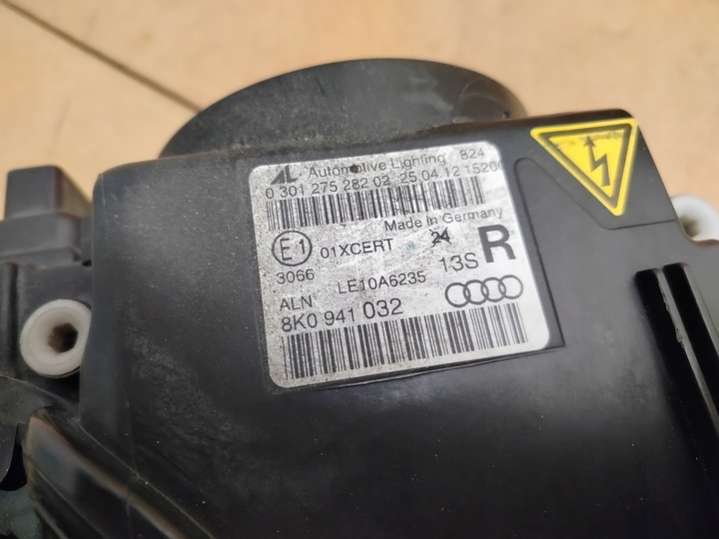 AL Automotive Lighting 824
0 301 275 282 02 25 04 12 1520
Made in Germany
E1 01XCERT 24 R
3066 LE10A6235 13S
ALN
8K0 941 032